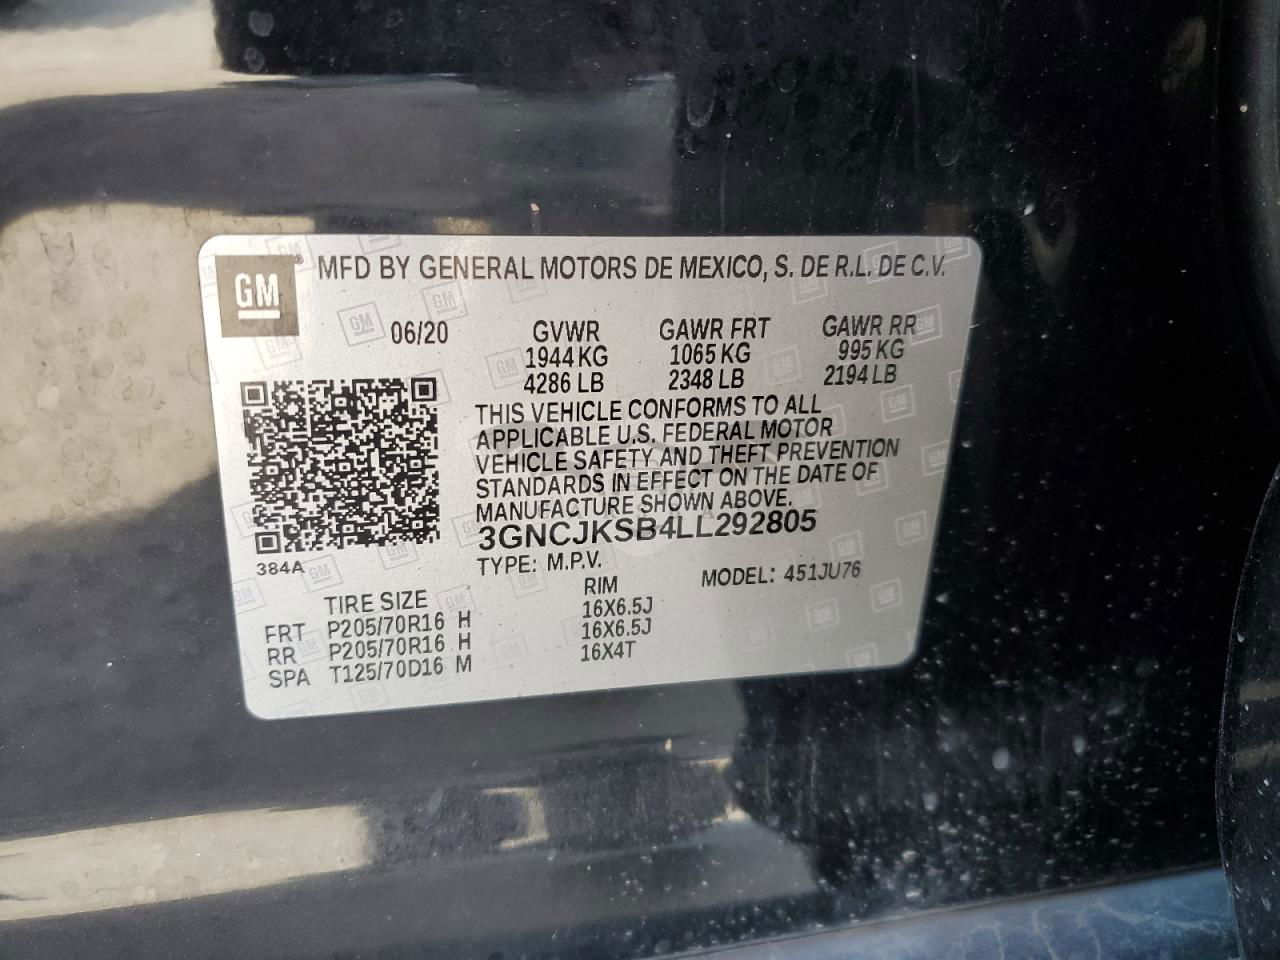 GM
MFD BY GENERAL MOTORS DE MEXICO, S. DE R.L. DE C.V.
06/20 GVWR GAWR FRT GAWR RR
1944 KG 1065 KG 995 KG
4286 LB 2348 LB 2194 LB
THIS VEHICLE CONFORMS TO ALL
APPLICABLE U.S. FEDERAL MOTOR
VEHICLE SAFETY AND THEFT PREVENTION
STANDARDS IN EFFECT ON THE DATE OF
MANUFACTURE SHOWN ABOVE.
3GNCJKSB4LL292805
384A
TYPE: M.P.V. MODEL: 451JU76
TIRE SIZE RIM
FRT P205/70R16 H 16X6.5J
RR P205/70R16 H 16X6.5J
SPA T125/70D16 M 16X4T